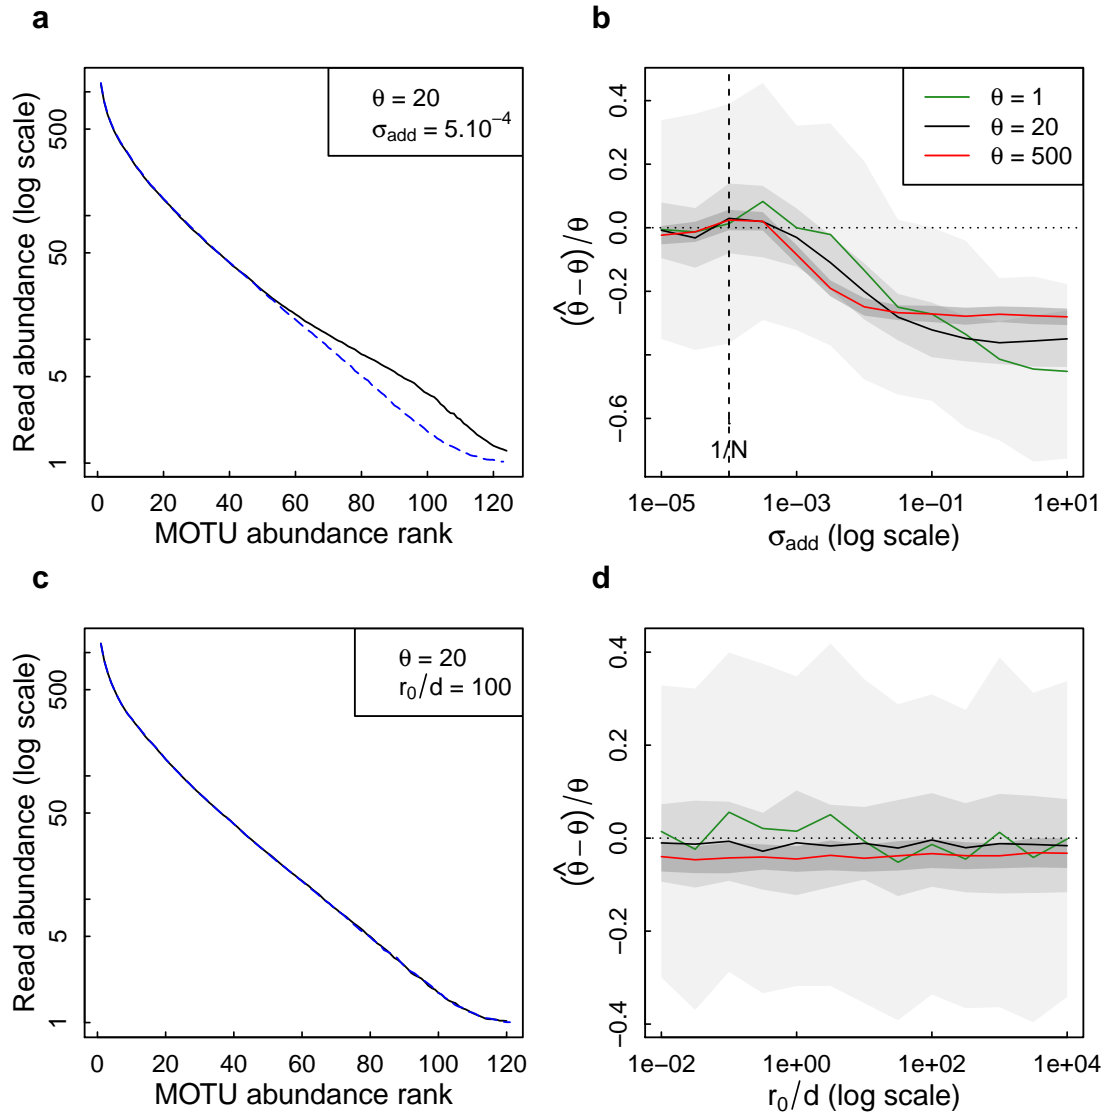 a
θ = 20
σadd = 5.10⁻⁴
Read abundance (log scale)
500
50
5
1
0 20 40 60 80 100 120
MOTU abundance rank
b
θ = 1
θ = 20
θ = 500
(θ̂ − θ)/θ
0.4
0.2
0.0
−0.2
−0.6
1/N
1e−05 1e−03 1e−01 1e+01
σadd (log scale)
c
θ = 20
r₀/d = 100
Read abundance (log scale)
500
50
5
1
0 20 40 60 80 100 120
MOTU abundance rank
d
(θ̂ − θ)/θ
0.4
0.2
0.0
−0.2
−0.4
1e−02 1e+00 1e+02 1e+04
r₀/d (log scale)